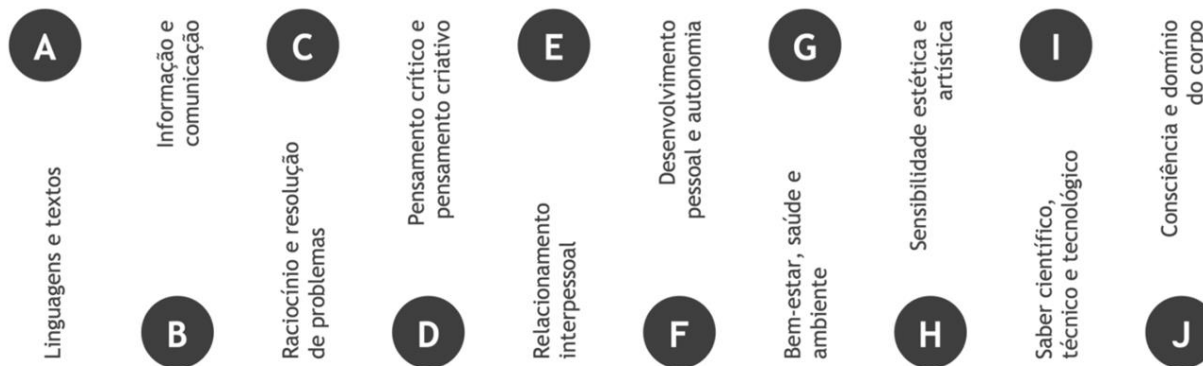 A
Linguagens e textos
Informação e
comunicação
B
C
Raciocínio e resolução
de problemas
Pensamento crítico e
pensamento criativo
D
E
Relacionamento
interpessoal
Desenvolvimento
pessoal e autonomia
F
G
Bem-estar, saúde e
ambiente
Sensibilidade estética e
artística
H
I
Saber científico,
técnico e tecnológico
Consciência e domínio
do corpo
J